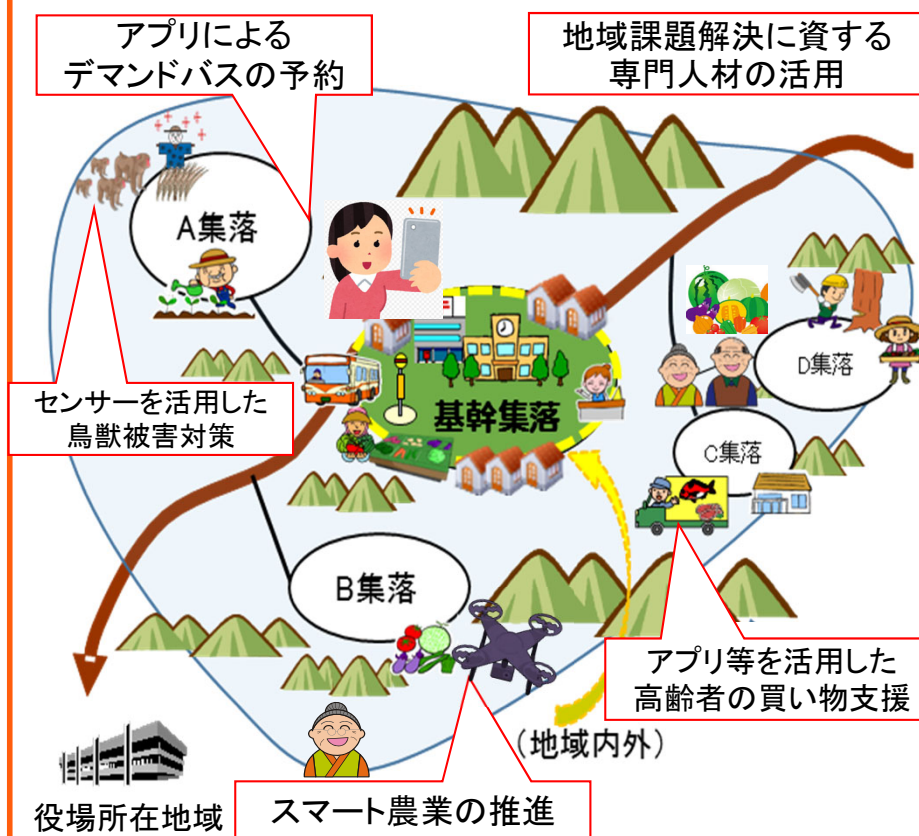 アプリによる
デマンドバスの予約
地域課題解決に資する
専門人材の活用
A集落
D集落
センサーを活用した
鳥獣被害対策
基幹集落
C集落
B集落
アプリ等を活用した
高齢者の買い物支援
(地域内外)
役場所在地域
スマート農業の推進